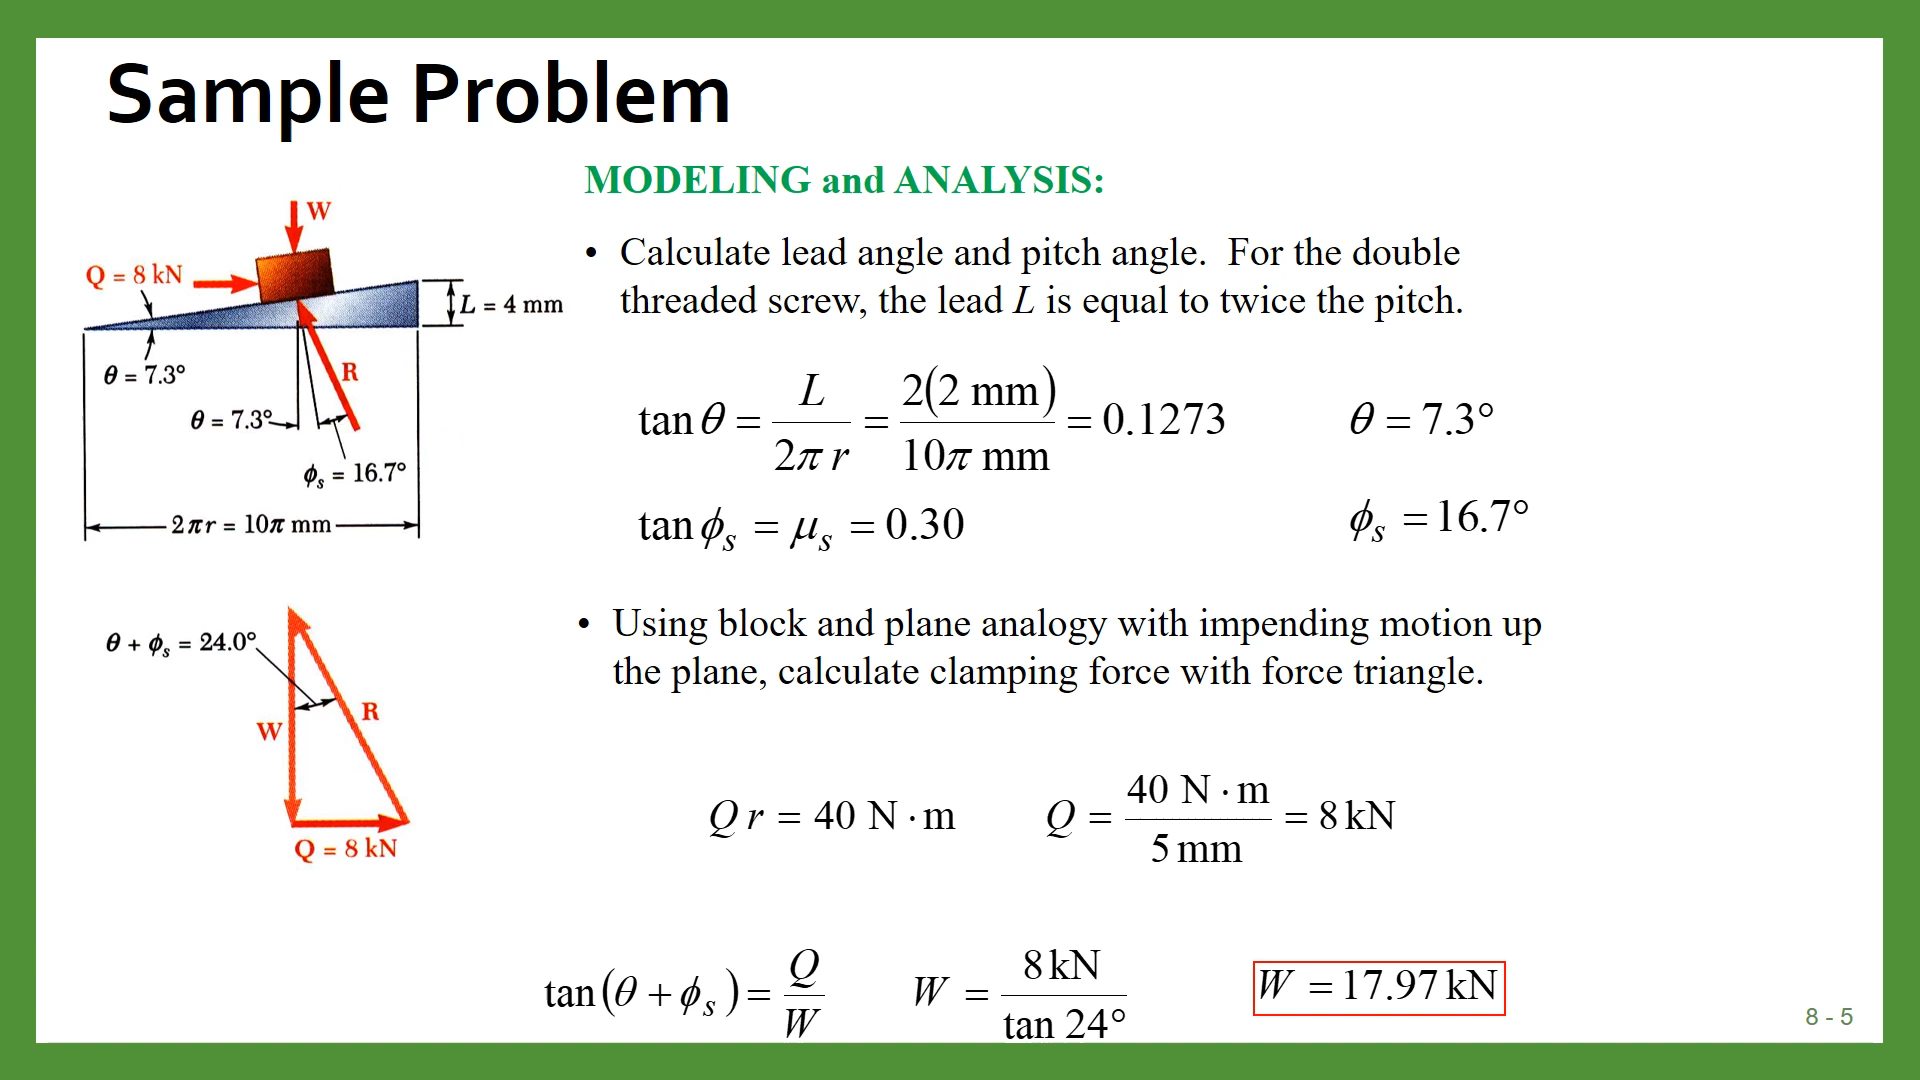 Sample Problem
MODELING and ANALYSIS:
• Calculate lead angle and pitch angle. For the double
threaded screw, the lead L is equal to twice the pitch.
W
Q = 8 kN
L = 4 mm
θ = 7.3°
R
θ = 7.3°
ϕs = 16.7°
2πr = 10π mm
tan θ = L / 2π r = 2(2 mm) / 10π mm = 0.1273 θ = 7.3°
tan ϕs = μs = 0.30 ϕs = 16.7°
• Using block and plane analogy with impending motion up
the plane, calculate clamping force with force triangle.
θ + ϕs = 24.0°
R
W
Q = 8 kN
Q r = 40 N · m Q = 40 N · m / 5 mm = 8 kN
tan(θ + ϕs) = Q / W W = 8 kN / tan 24° W = 17.97 kN
8 - 5